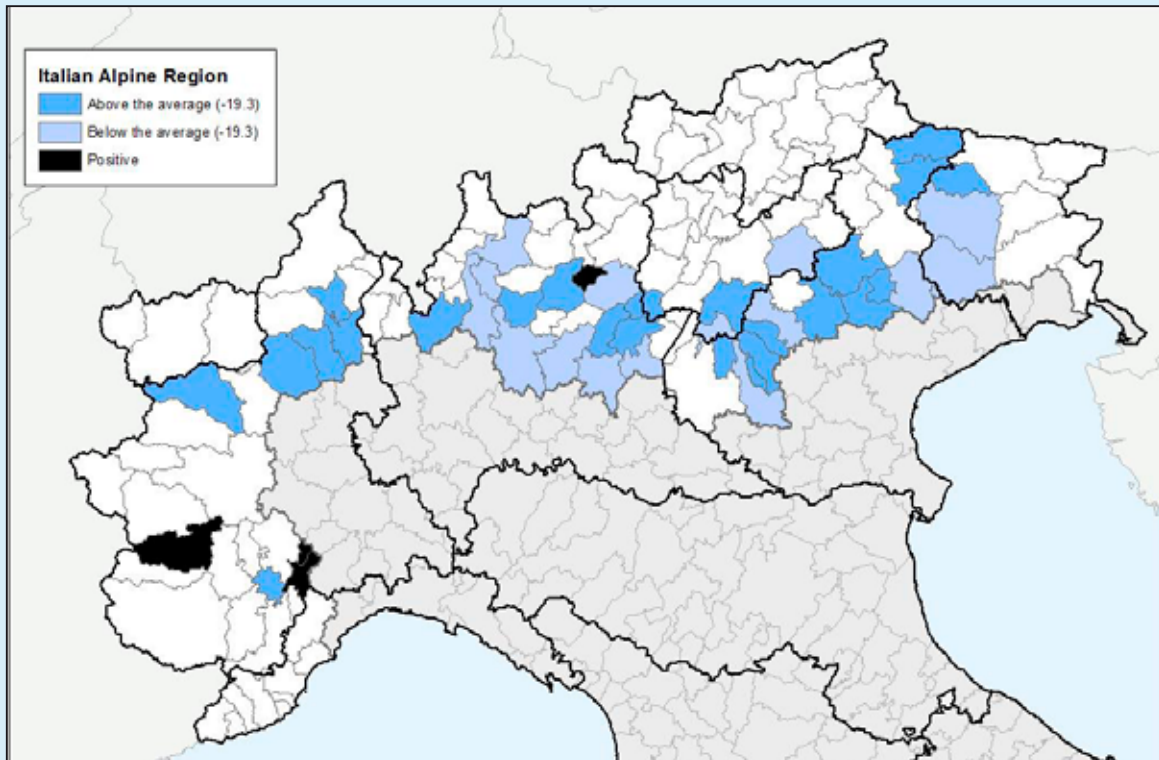 Italian Alpine Region
Above the average (-19.3)
Below the average (-19.3)
Positive